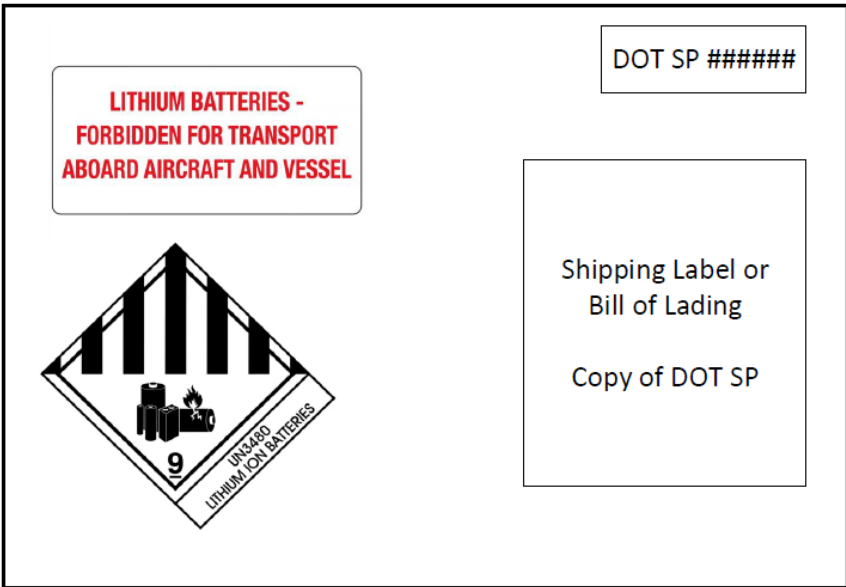 DOT SP ######
LITHIUM BATTERIES -
FORBIDDEN FOR TRANSPORT
ABOARD AIRCRAFT AND VESSEL
Shipping Label or
Bill of Lading
Copy of DOT SP
9
UN3480
LITHIUM ION BATTERIES